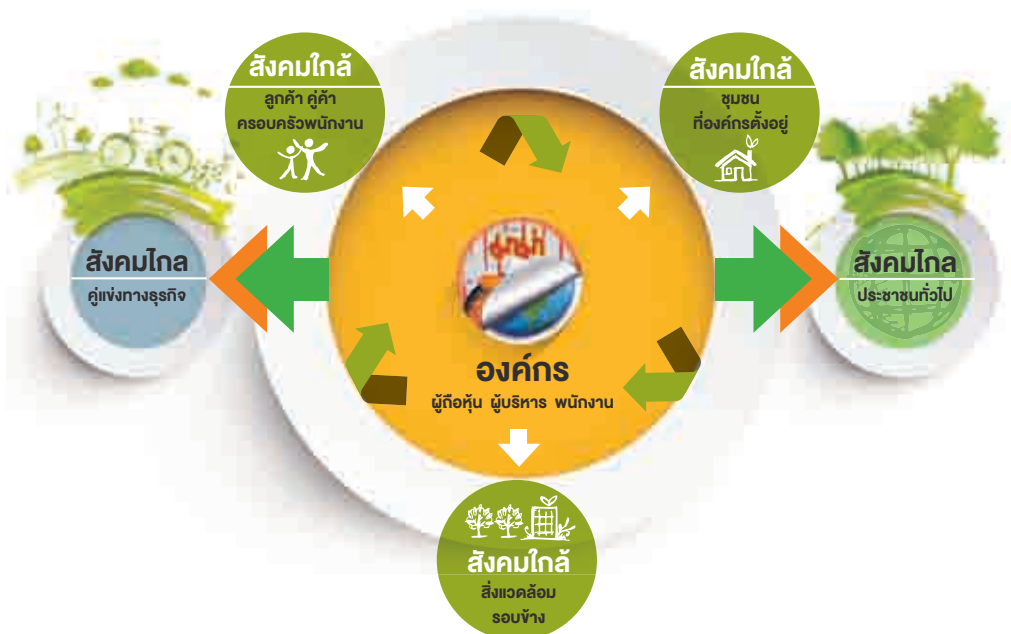 สังคมใกล้
ลูกค้า คู่ค้า
ครอบครัวพนักงาน
สังคมใกล้
ชุมชน
ที่องค์กรตั้งอยู่
สังคมไกล
คู่แข่งทางธุรกิจ
สังคมไกล
ประชาชนทั่วไป
องค์กร
ผู้ถือหุ้น ผู้บริหาร พนักงาน
สังคมใกล้
สิ่งแวดล้อม
รอบข้าง